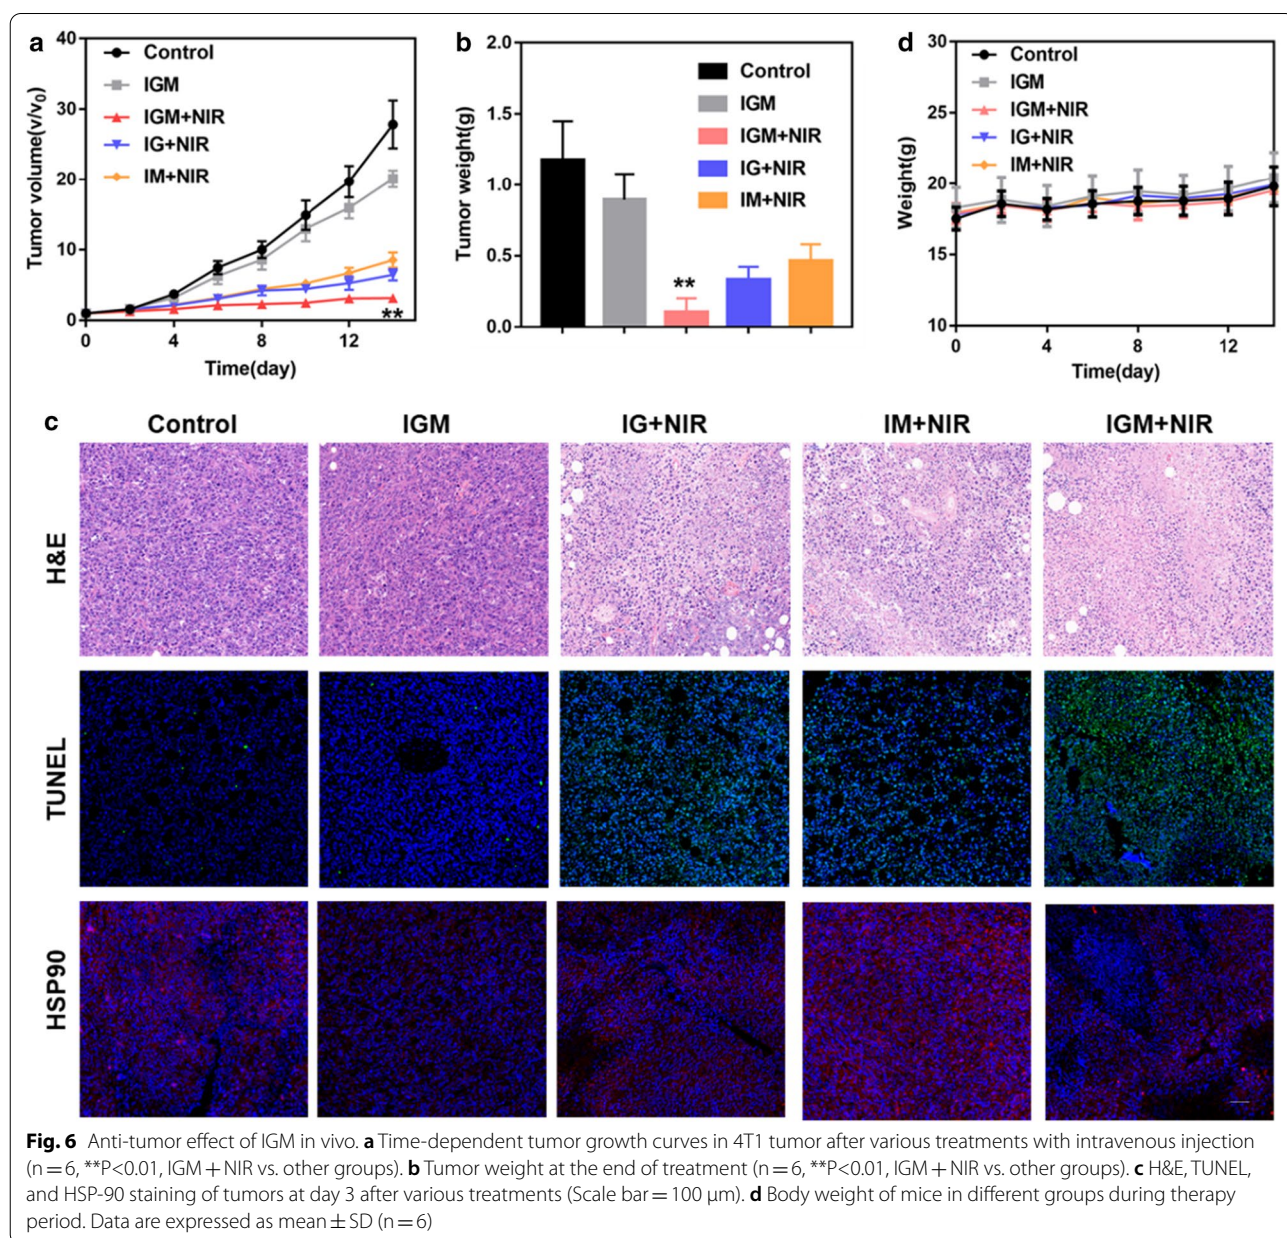 a
40
30
20
10
0
Tumor volume(v/v0)
Control
IGM
IGM+NIR
IG+NIR
IM+NIR
**
0 4 8 12
Time(day)
b
2.0
1.5
1.0
0.5
0.0
Tumor weight(g)
Control
IGM
IGM+NIR
IG+NIR
IM+NIR
**
d
30
25
20
15
10
Weight(g)
Control
IGM
IGM+NIR
IG+NIR
IM+NIR
0 4 8 12
Time(day)
c
Control IGM IG+NIR IM+NIR IGM+NIR
H&E
TUNEL
HSP90
Fig. 6 Anti-tumor effect of IGM in vivo. a Time-dependent tumor growth curves in 4T1 tumor after various treatments with intravenous injection
(n=6, **P<0.01, IGM + NIR vs. other groups). b Tumor weight at the end of treatment (n=6, **P<0.01, IGM + NIR vs. other groups). c H&E, TUNEL,
and HSP-90 staining of tumors at day 3 after various treatments (Scale bar = 100 μm). d Body weight of mice in different groups during therapy
period. Data are expressed as mean ± SD (n=6)